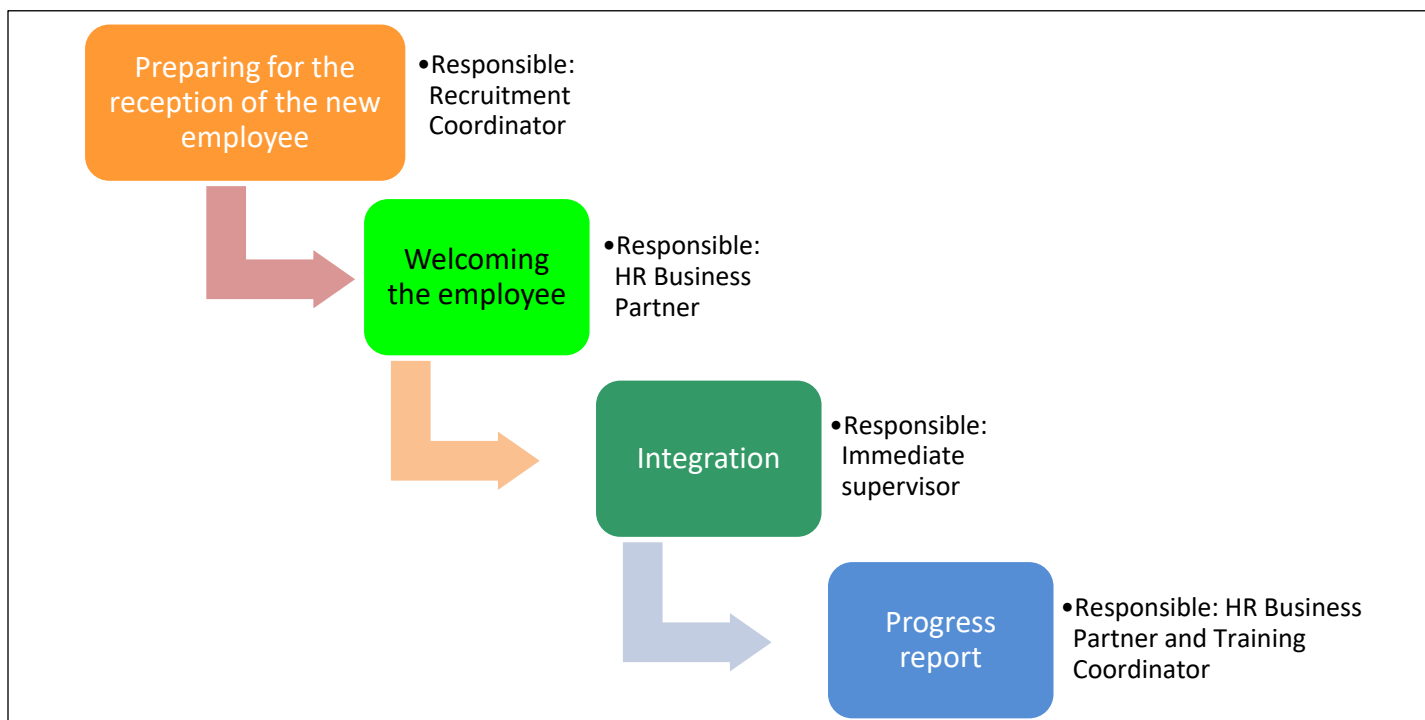 Preparing for the
reception of the new
employee
•Responsible:
Recruitment
Coordinator
Welcoming
the employee
•Responsible:
HR Business
Partner
Integration
•Responsible:
Immediate
supervisor
Progress
report
•Responsible: HR Business
Partner and Training
Coordinator